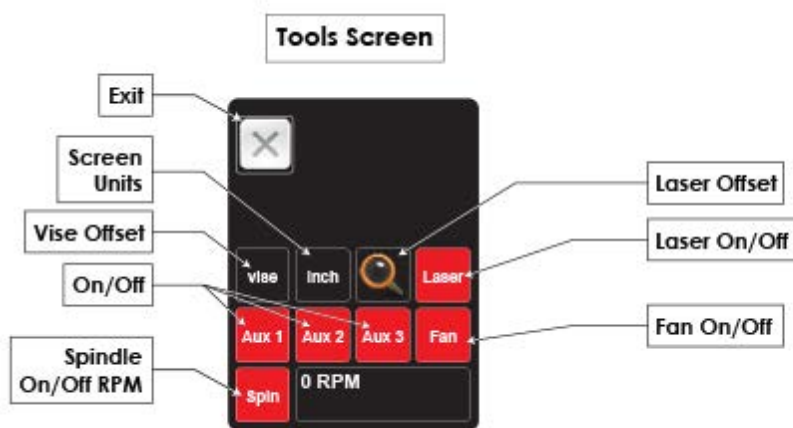 Tools Screen
Exit
Screen
Units
Laser Offset
Vise Offset
Laser On/Off
vise
inch
Laser
On/Off
Aux 1
Aux 2
Aux 3
Fan
Fan On/Off
Spindle
On/Off RPM
Spin
0 RPM